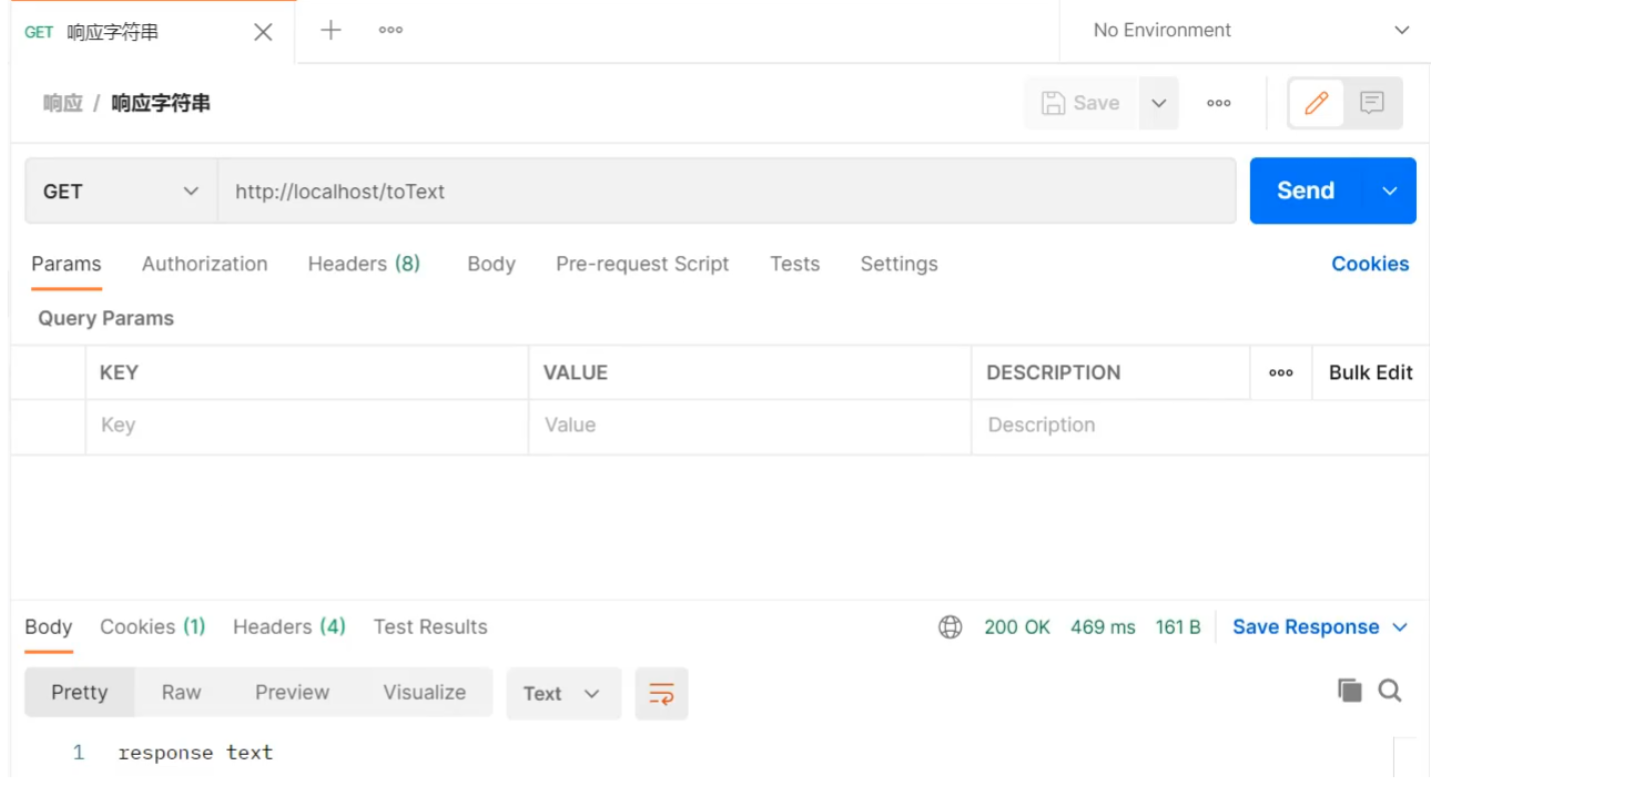 GET 响应字符串
No Environment
响应 / 响应字符串
Save
GET http://localhost/toText Send
Params Authorization Headers (8) Body Pre-request Script Tests Settings Cookies
Query Params
KEY VALUE DESCRIPTION Bulk Edit
Key Value Description
Body Cookies (1) Headers (4) Test Results 200 OK 469 ms 161 B Save Response
Pretty Raw Preview Visualize Text
1 response text